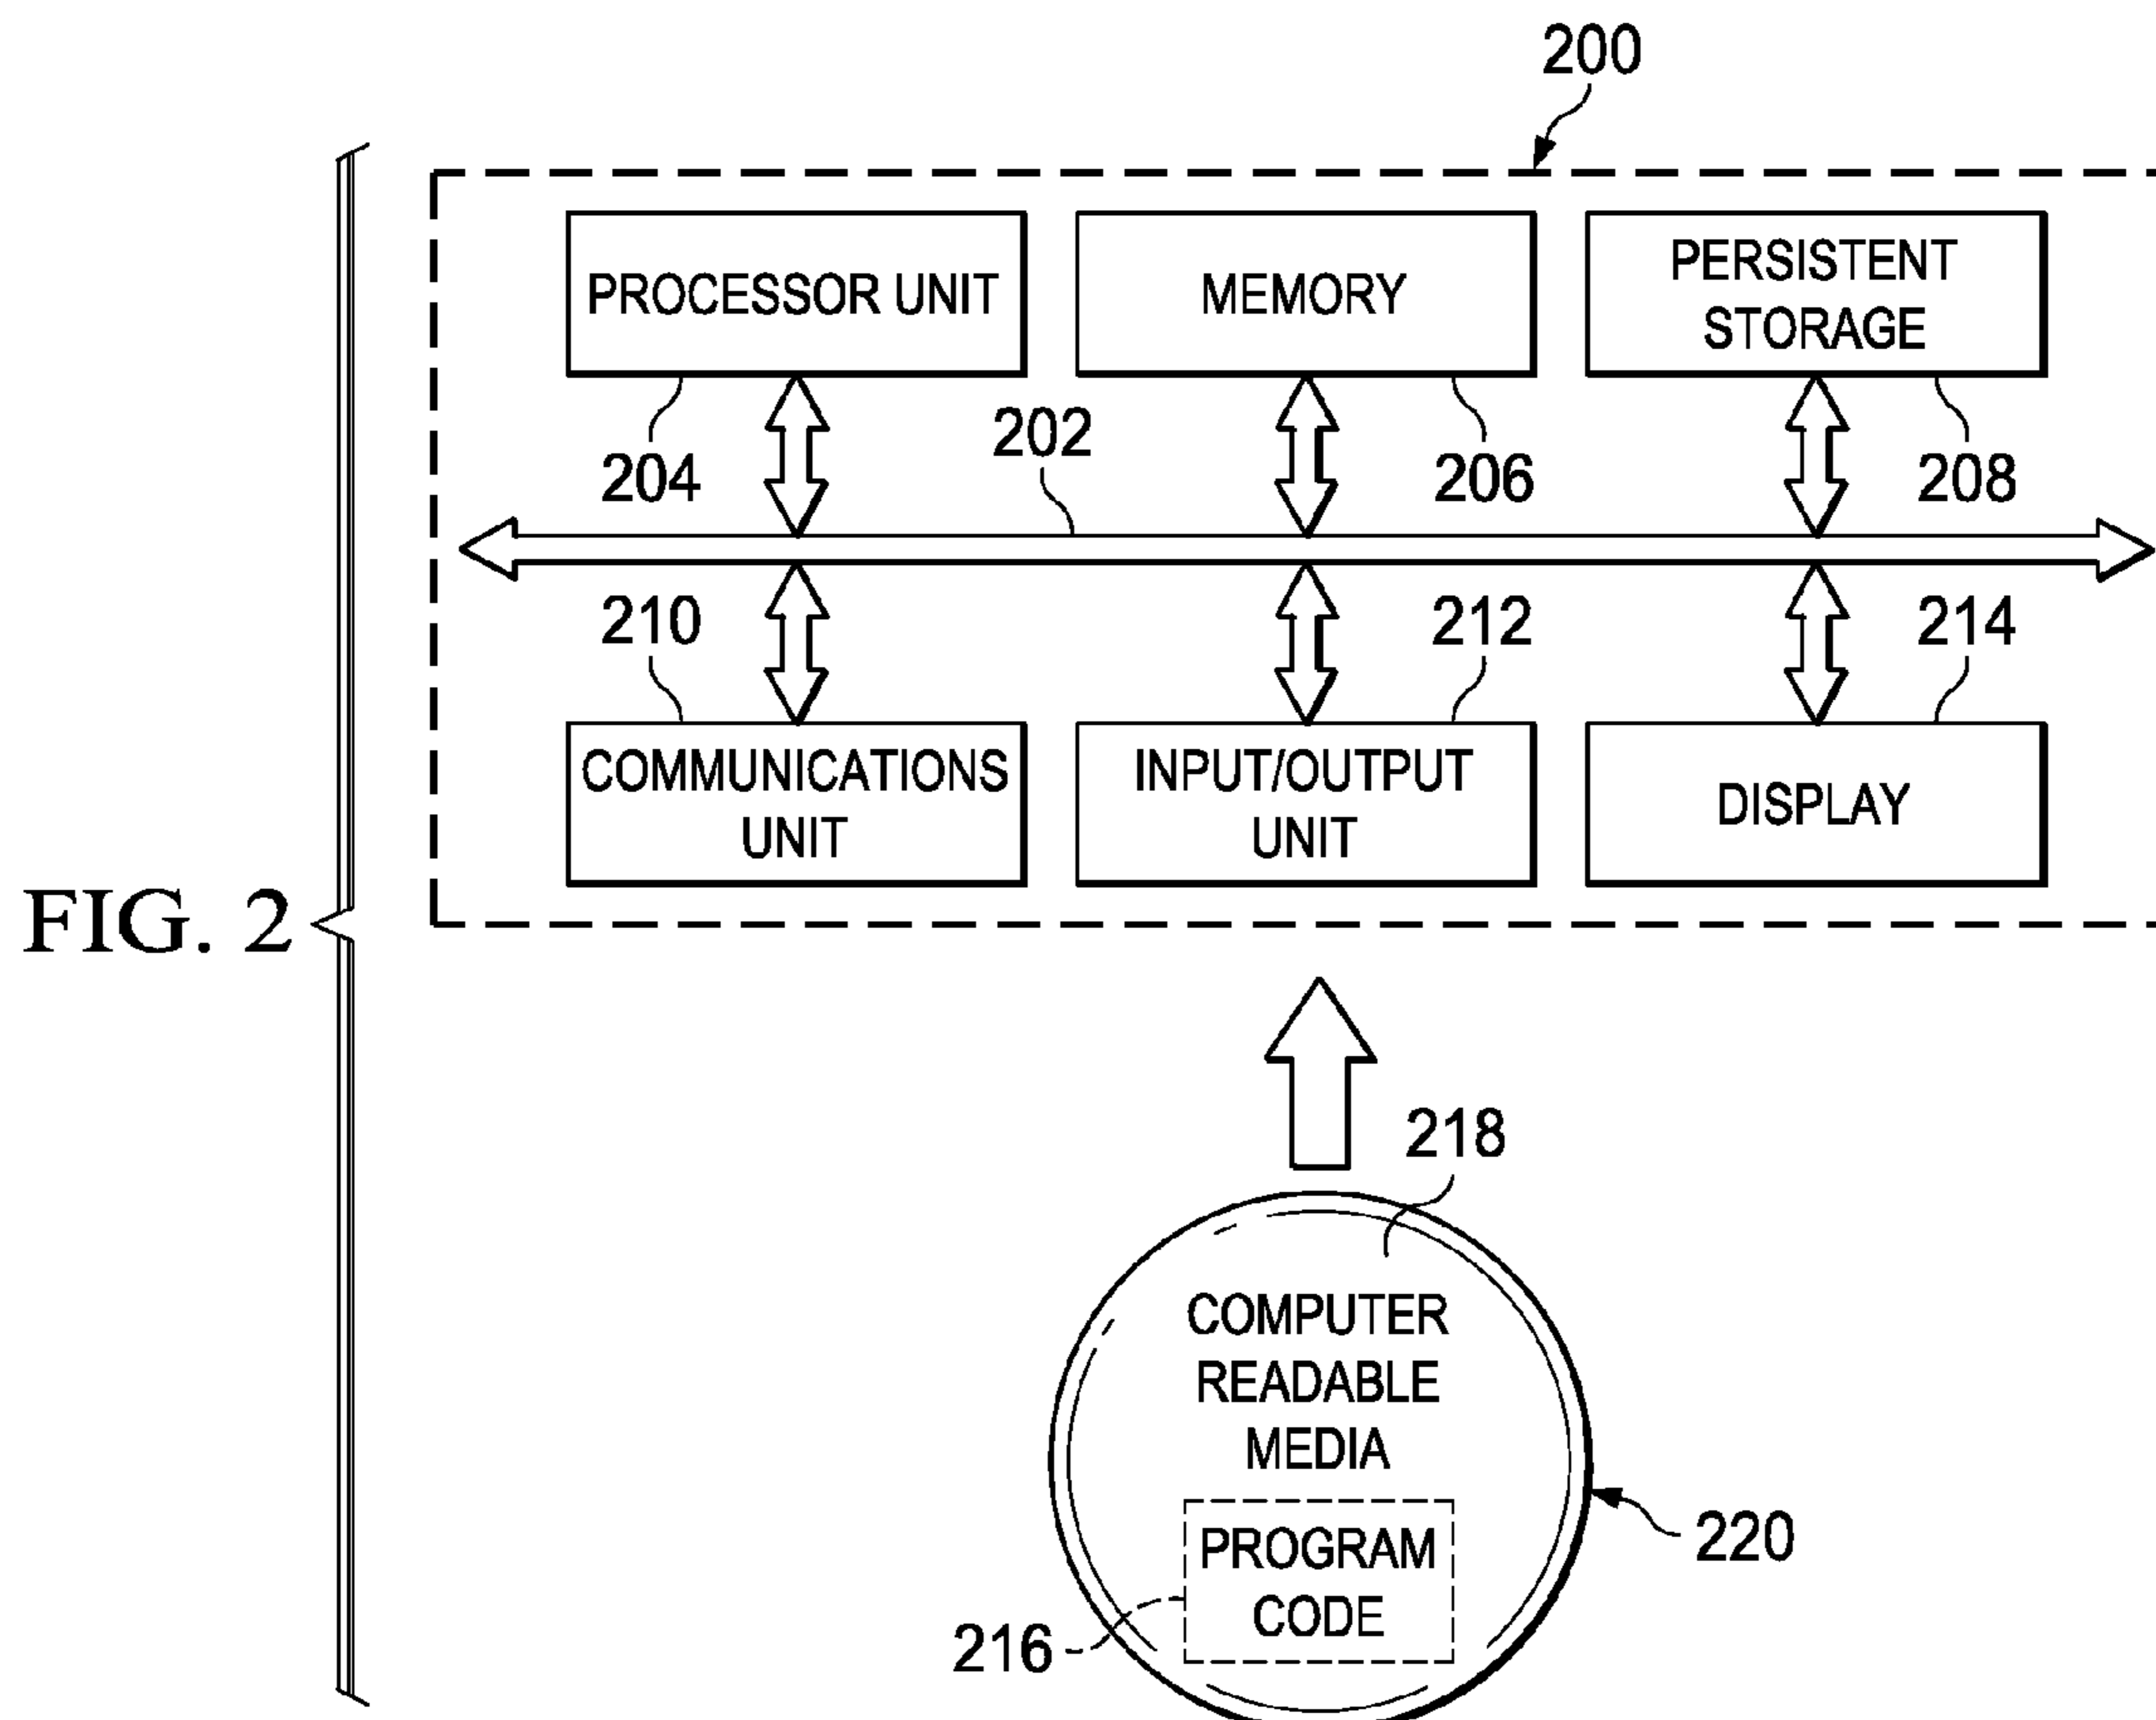 200
PROCESSOR UNIT
MEMORY
PERSISTENT
STORAGE
204
202
206
208
210
212
214
COMMUNICATIONS
UNIT
INPUT/OUTPUT
UNIT
DISPLAY
FIG. 2
218
COMPUTER
READABLE
MEDIA
PROGRAM
CODE
220
216